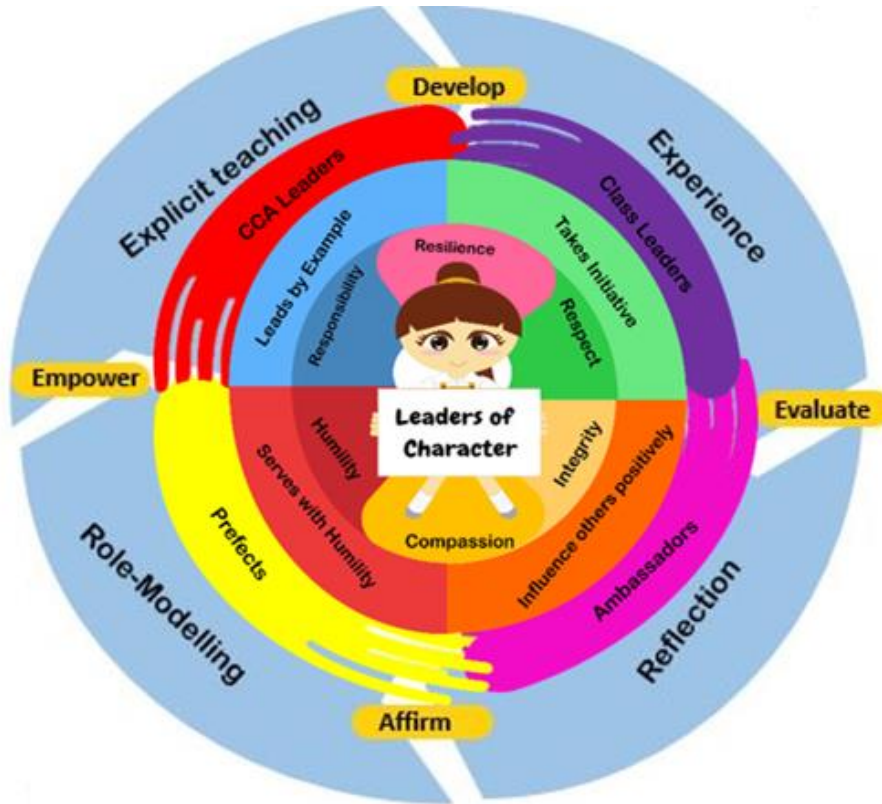 Develop
Explicit teaching
Experience
CCA Leaders
Class Leaders
Leads by Example
Takes Initiative
Resilience
Responsibility
Respect
Empower
Evaluate
Leaders of
Character
Humility
Integrity
Serves with Humility
Influence others positively
Compassion
Prefects
Ambassadors
Role-Modelling
Reflection
Affirm